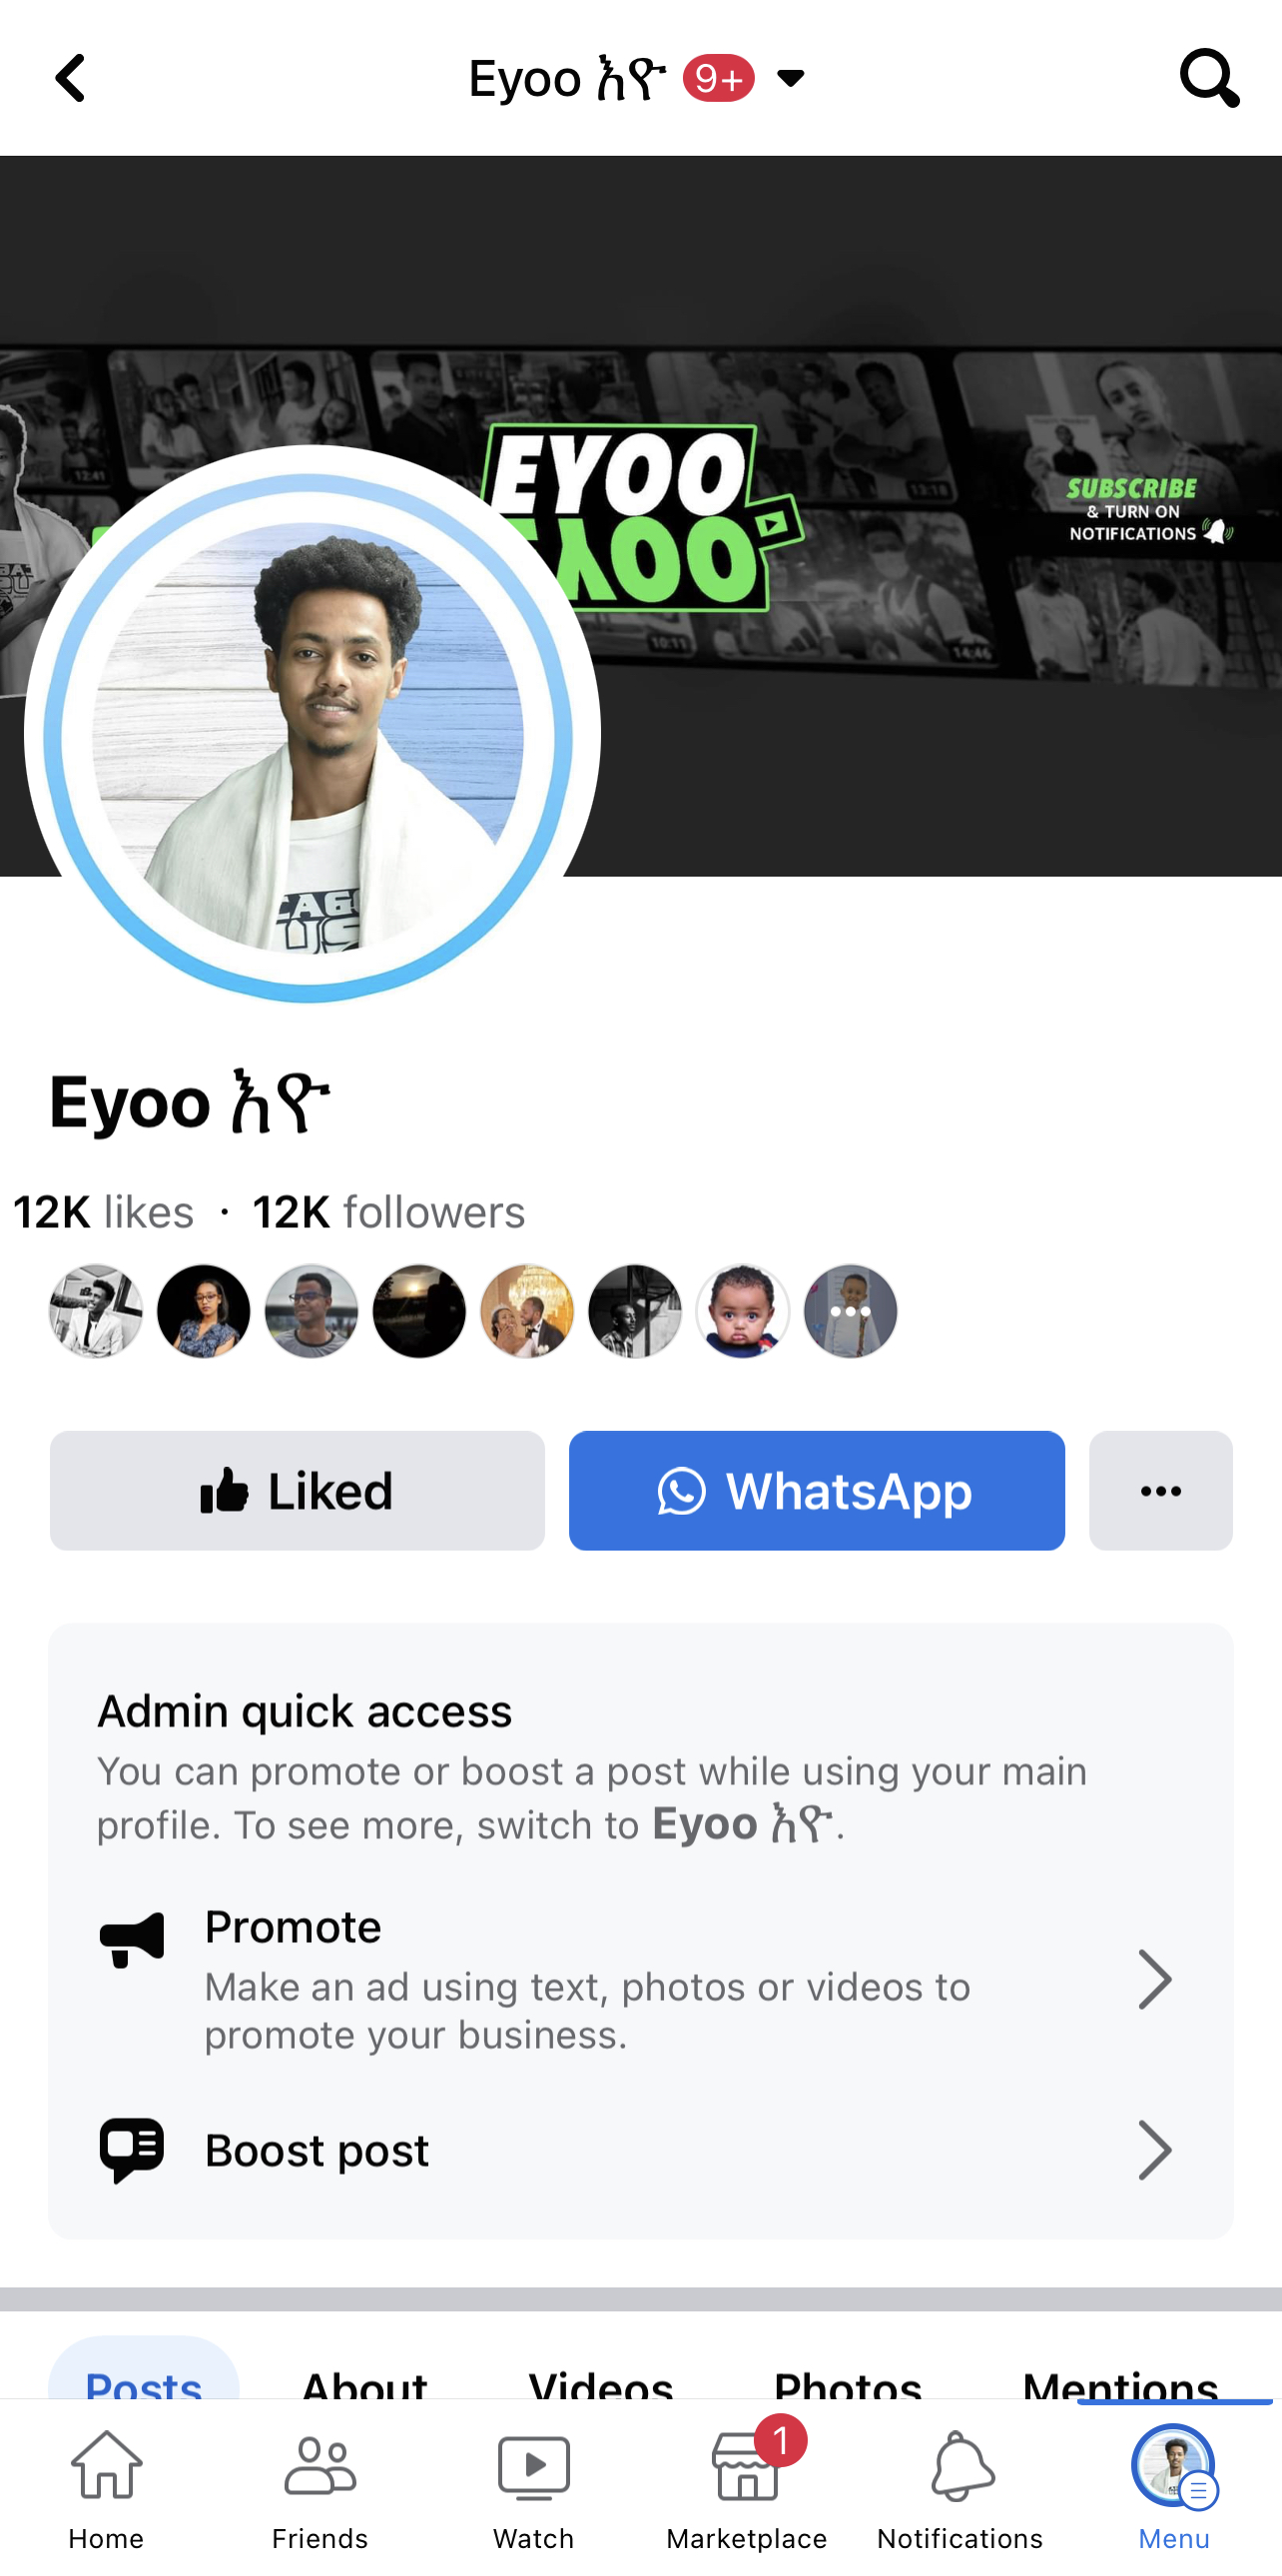 Eyoo እዮ 9+
12:41
EYOO
EYOO
13:18
SUBSCRIBE
& TURN ON
NOTIFICATIONS
10:11
14:46
Eyoo እዮ
12K likes · 12K followers
Liked
WhatsApp
Admin quick access
You can promote or boost a post while using your main
profile. To see more, switch to Eyoo እዮ.
Promote
Make an ad using text, photos or videos to
promote your business.
Boost post
Posts About Videos Photos Mentions
1
Home Friends Watch Marketplace Notifications Menu